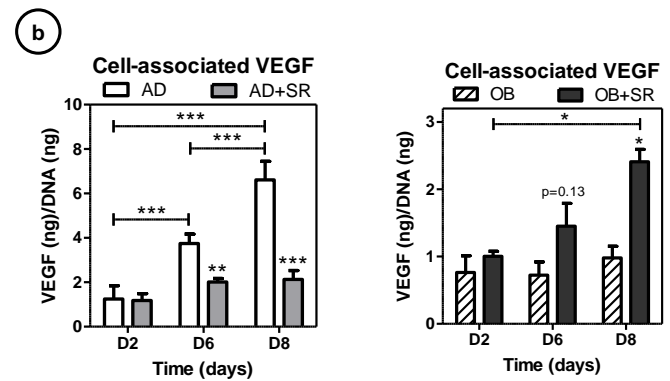 b
Cell-associated VEGF
AD AD+SR
VEGF (ng)/DNA (ng)
10
8
6
4
2
0
***
***
***
**
***
D2 D6 D8
Time (days)
Cell-associated VEGF
OB OB+SR
VEGF (ng)/DNA (ng)
3
2
1
0
*
*
p=0.13
D2 D6 D8
Time (days)